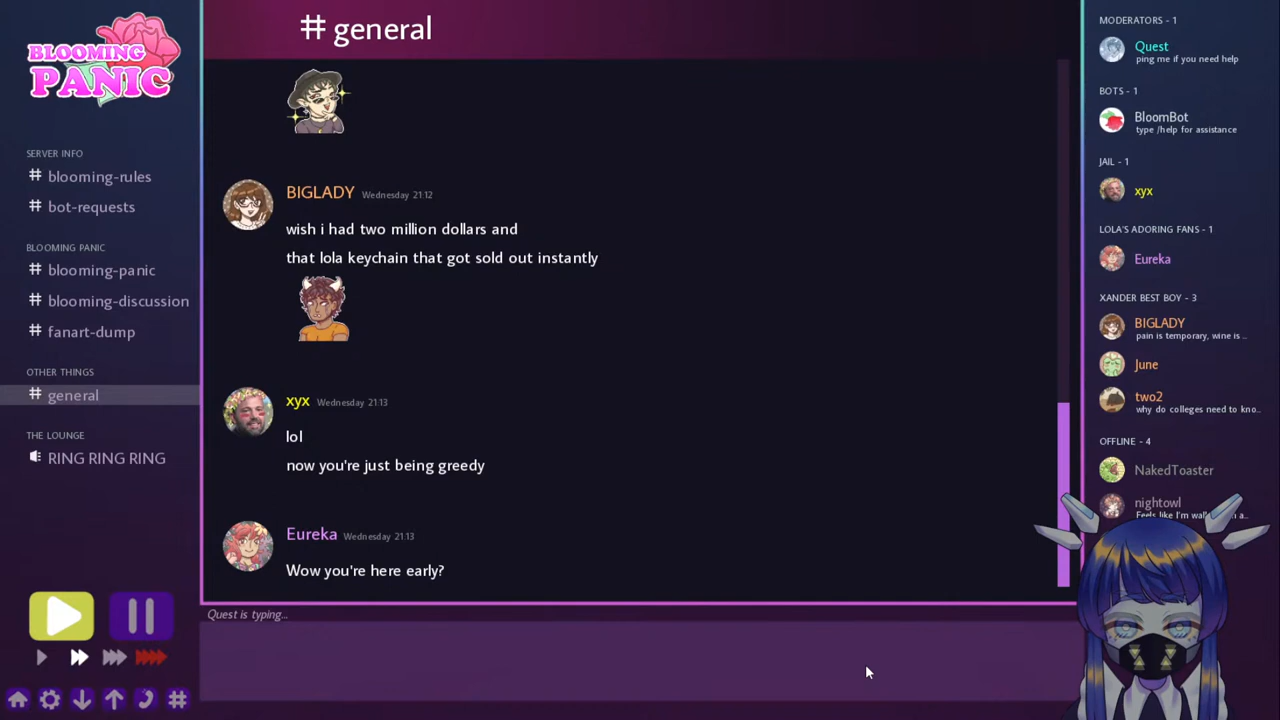 BLOOMING
PANIC
SERVER INFO
# blooming-rules
# bot-requests
BLOOMING PANIC
# blooming-panic
# blooming-discussion
# fanart-dump
OTHER THINGS
# general
THE LOUNGE
RING RING RING
# general
BIGLADY Wednesday 21:12
wish i had two million dollars and
that lola keychain that got sold out instantly
xyx Wednesday 21:13
lol
now you're just being greedy
Eureka Wednesday 21:13
Wow you're here early?
Quest is typing...
MODERATORS - 1
Quest
ping me if you need help
BOTS - 1
BloomBot
type /help for assistance
JAIL - 1
xyx
LOLA'S ADORING FANS - 1
Eureka
XANDER BEST BOY - 3
BIGLADY
pain is temporary, wine is ...
June
two2
why do colleges need to kno..
OFFLINE - 4
NakedToaster
nightowl
Feels like I'm wal